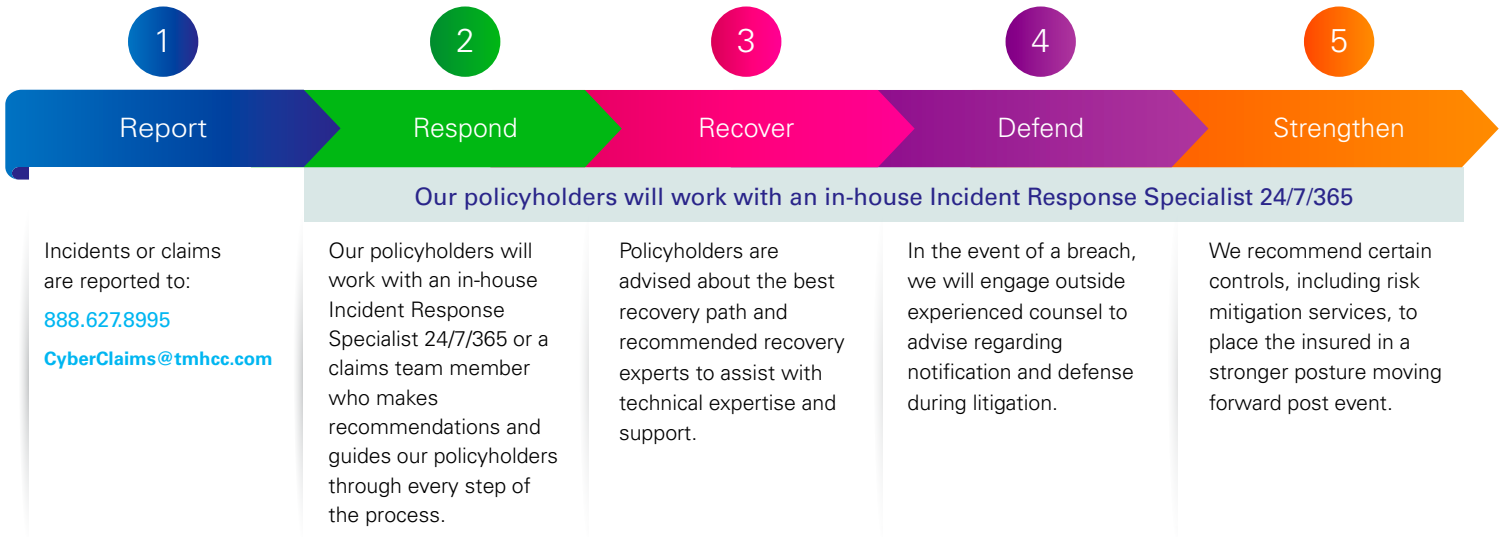 1
2
3
4
5
Report
Respond
Recover
Defend
Strengthen
Our policyholders will work with an in-house Incident Response Specialist 24/7/365
Incidents or claims
are reported to:
888.627.8995
CyberClaims@tmhcc.com
Our policyholders will
work with an in-house
Incident Response
Specialist 24/7/365 or a
claims team member
who makes
recommendations and
guides our policyholders
through every step of
the process.
Policyholders are
advised about the best
recovery path and
recommended recovery
experts to assist with
technical expertise and
support.
In the event of a breach,
we will engage outside
experienced counsel to
advise regarding
notification and defense
during litigation.
We recommend certain
controls, including risk
mitigation services, to
place the insured in a
stronger posture moving
forward post event.